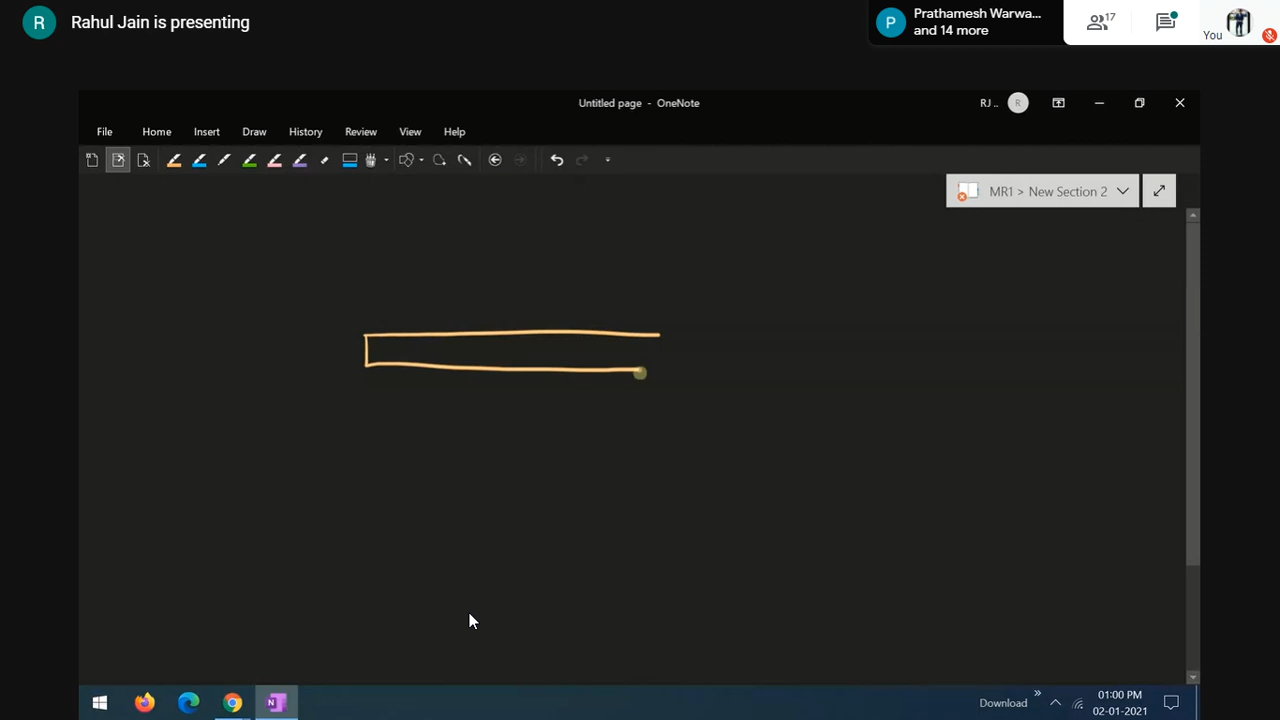 R Rahul Jain is presenting
P Prathamesh Warwa...
and 14 more
17
You
Untitled page - OneNote
RJ ..
R
File Home Insert Draw History Review View Help
MR1 > New Section 2
N
Download »
01:00 PM
02-01-2021